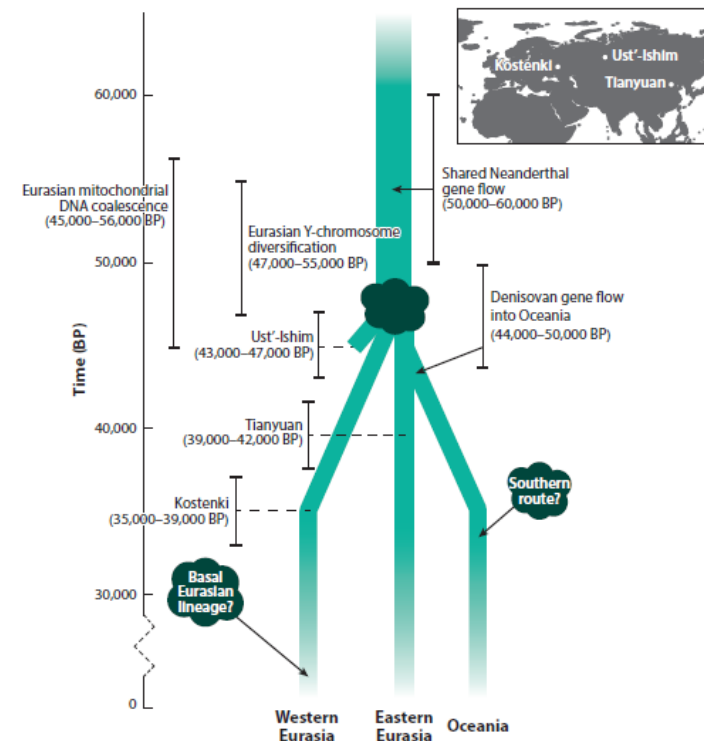 Kostenki
Ust'-Ishim
Tianyuan
60,000
50,000
40,000
30,000
0
Time (BP)
Eurasian mitochondrial
DNA coalescence
(45,000–56,000 BP)
Eurasian Y-chromosome
diversification
(47,000–55,000 BP)
Shared Neanderthal
gene flow
(50,000–60,000 BP)
Denisovan gene flow
into Oceania
(44,000–50,000 BP)
Ust'-Ishim
(43,000–47,000 BP)
Tianyuan
(39,000–42,000 BP)
Kostenki
(35,000–39,000 BP)
Southern
route?
Basal
Eurasian
lineage?
Western
Eurasia
Eastern
Eurasia
Oceania